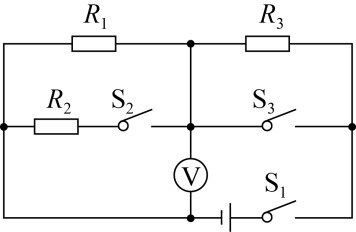 R₁ R₃
R₂ S₂ S₃
V
S₁